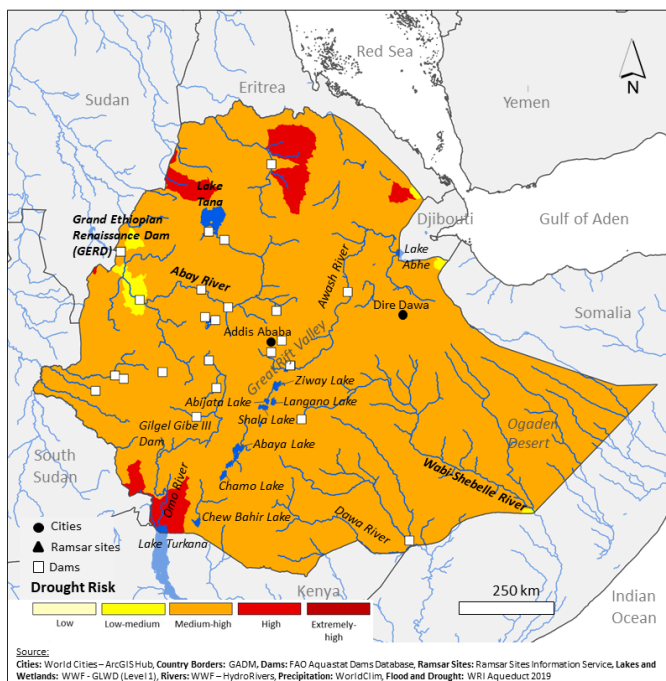 Red Sea
N
Eritrea
Sudan
Yemen
Lake
Tana
Djibouti
Gulf of Aden
Grand Ethiopian
Renaissance Dam
(GERD)
Lake
Abhe
Abay River
Awash River
Dire Dawa
Somalia
Addis Ababa
Great Rift Valley
Ziway Lake
Abijata Lake
Langano Lake
Shala Lake
Ogaden
Desert
Gilgel Gibe III
Dam
Abaya Lake
South
Sudan
Wabi-Shebelle River
Omo River
Chamo Lake
Chew Bahir Lake
Dawa River
Cities
Ramsar sites
Dams
Lake Turkana
Kenya
250 km
Indian
Ocean
Drought Risk
Low
Low-medium
Medium-high
High
Extremely-
high
Source:
Cities: World Cities – ArcGIS Hub, Country Borders: GADM, Dams: FAO Aquastat Dams Database, Ramsar Sites: Ramsar Sites Information Service, Lakes and
Wetlands: WWF - GLWD (Level 1), Rivers: WWF – HydroRivers, Precipitation: WorldClim, Flood and Drought: WRI Aqueduct 2019